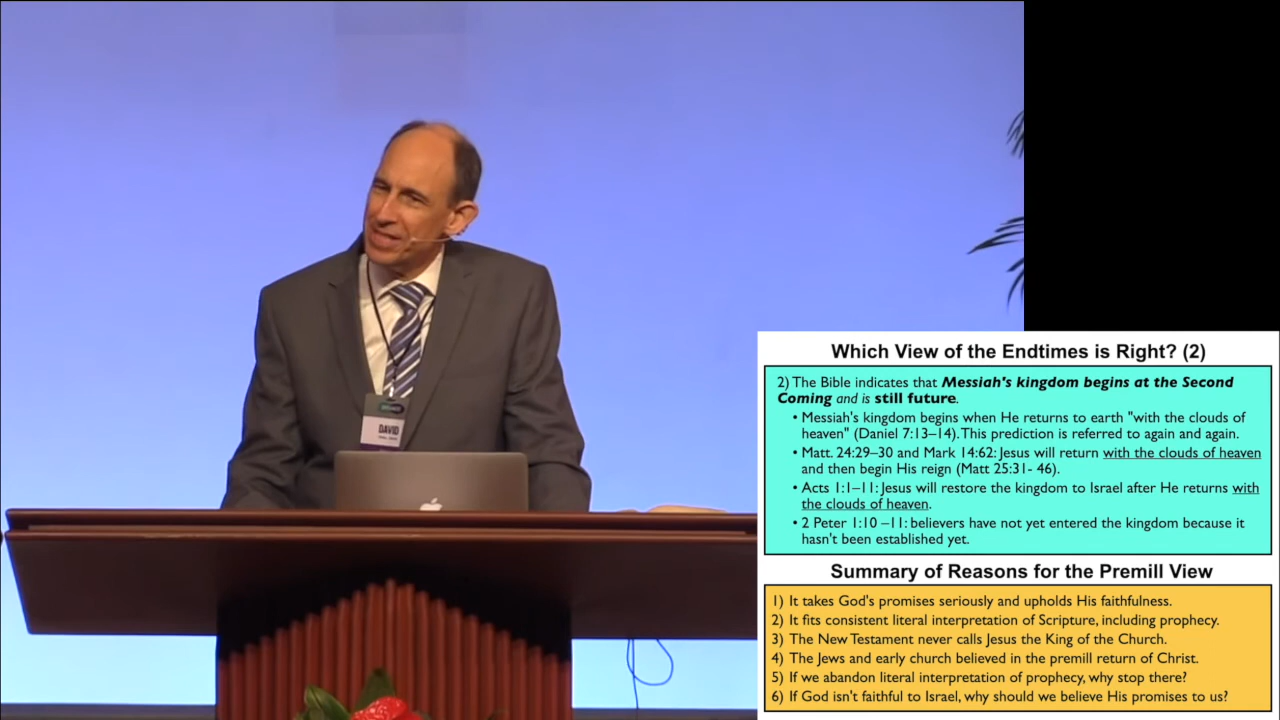 DAVID
Which View of the Endtimes is Right? (2)
2) The Bible indicates that Messiah's kingdom begins at the Second
Coming and is still future.
• Messiah's kingdom begins when He returns to earth "with the clouds of
heaven" (Daniel 7:13–14). This prediction is referred to again and again.
• Matt. 24:29–30 and Mark 14:62: Jesus will return with the clouds of heaven
and then begin His reign (Matt 25:31- 46).
• Acts 1:1–11: Jesus will restore the kingdom to Israel after He returns with
the clouds of heaven.
• 2 Peter 1:10 –11: believers have not yet entered the kingdom because it
hasn't been established yet.
Summary of Reasons for the Premill View
1) It takes God's promises seriously and upholds His faithfulness.
2) It fits consistent literal interpretation of Scripture, including prophecy.
3) The New Testament never calls Jesus the King of the Church.
4) The Jews and early church believed in the premill return of Christ.
5) If we abandon literal interpretation of prophecy, why stop there?
6) If God isn't faithful to Israel, why should we believe His promises to us?